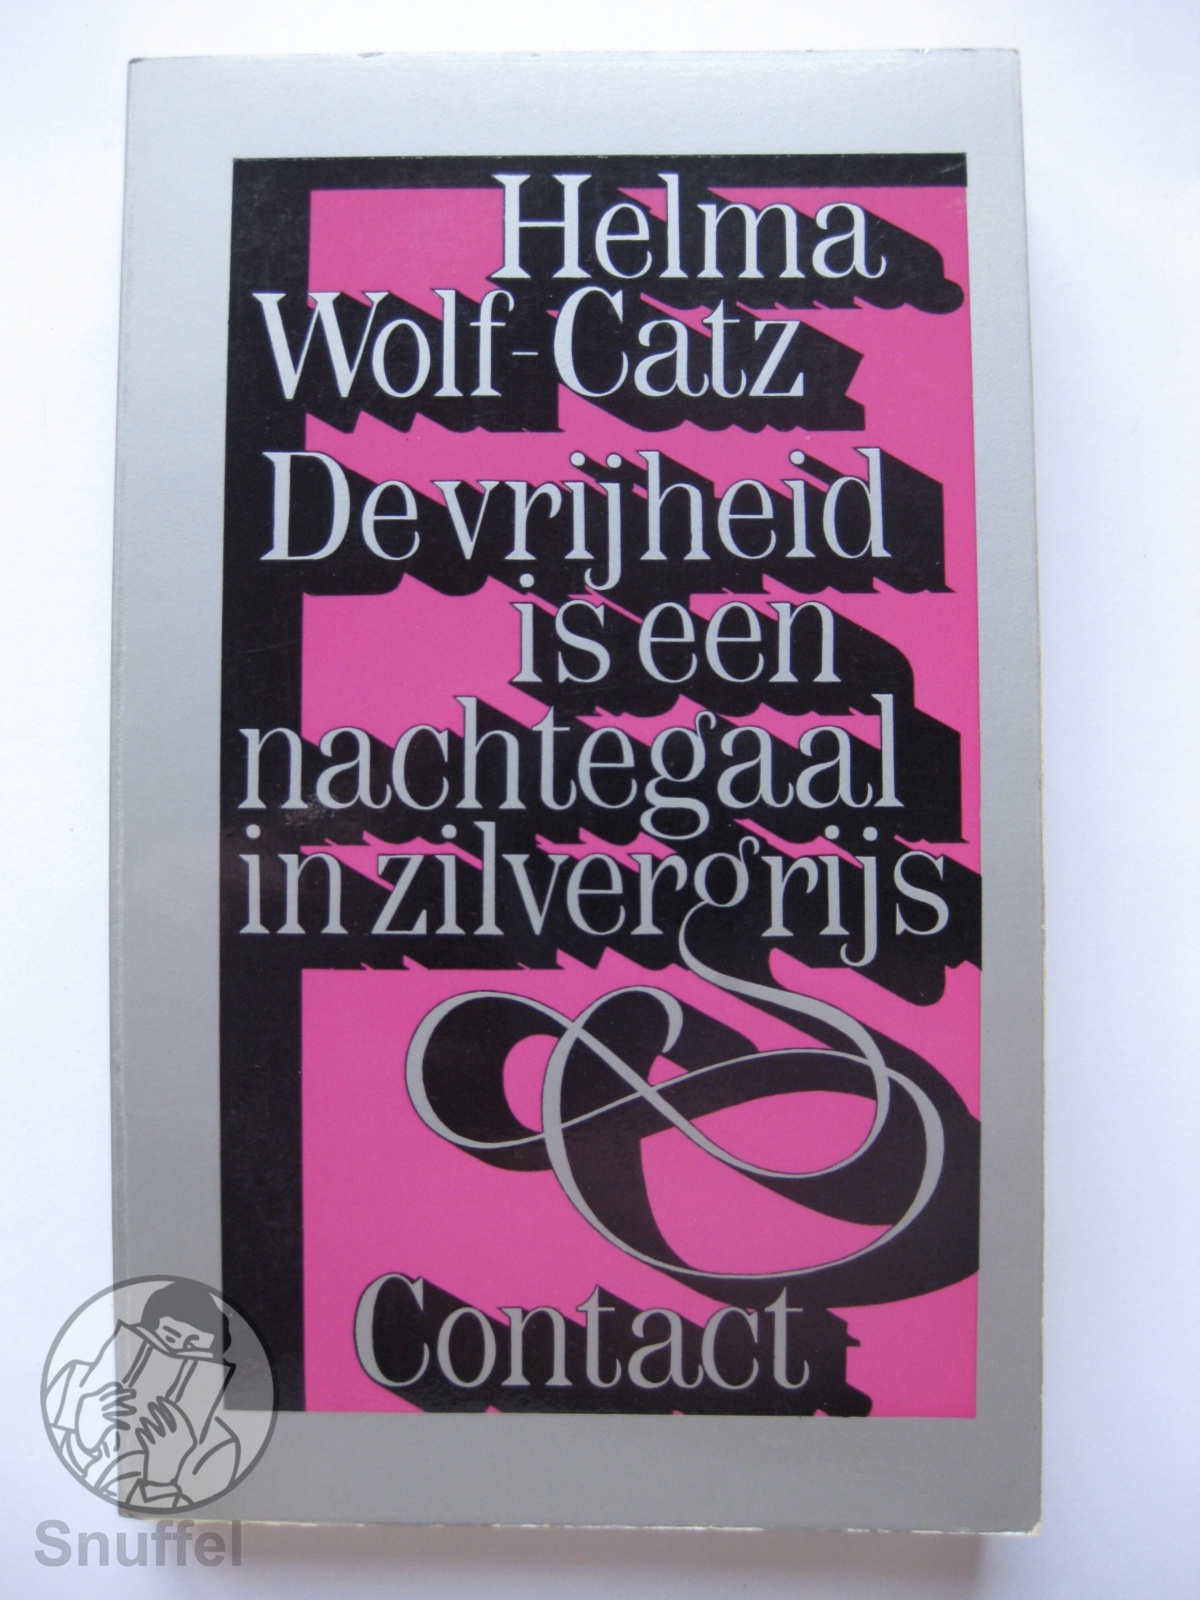 Helma
Wolf-Catz
De vrijheid
is een
nachtegaal
in zilvergrijs
Contact
Snuffel